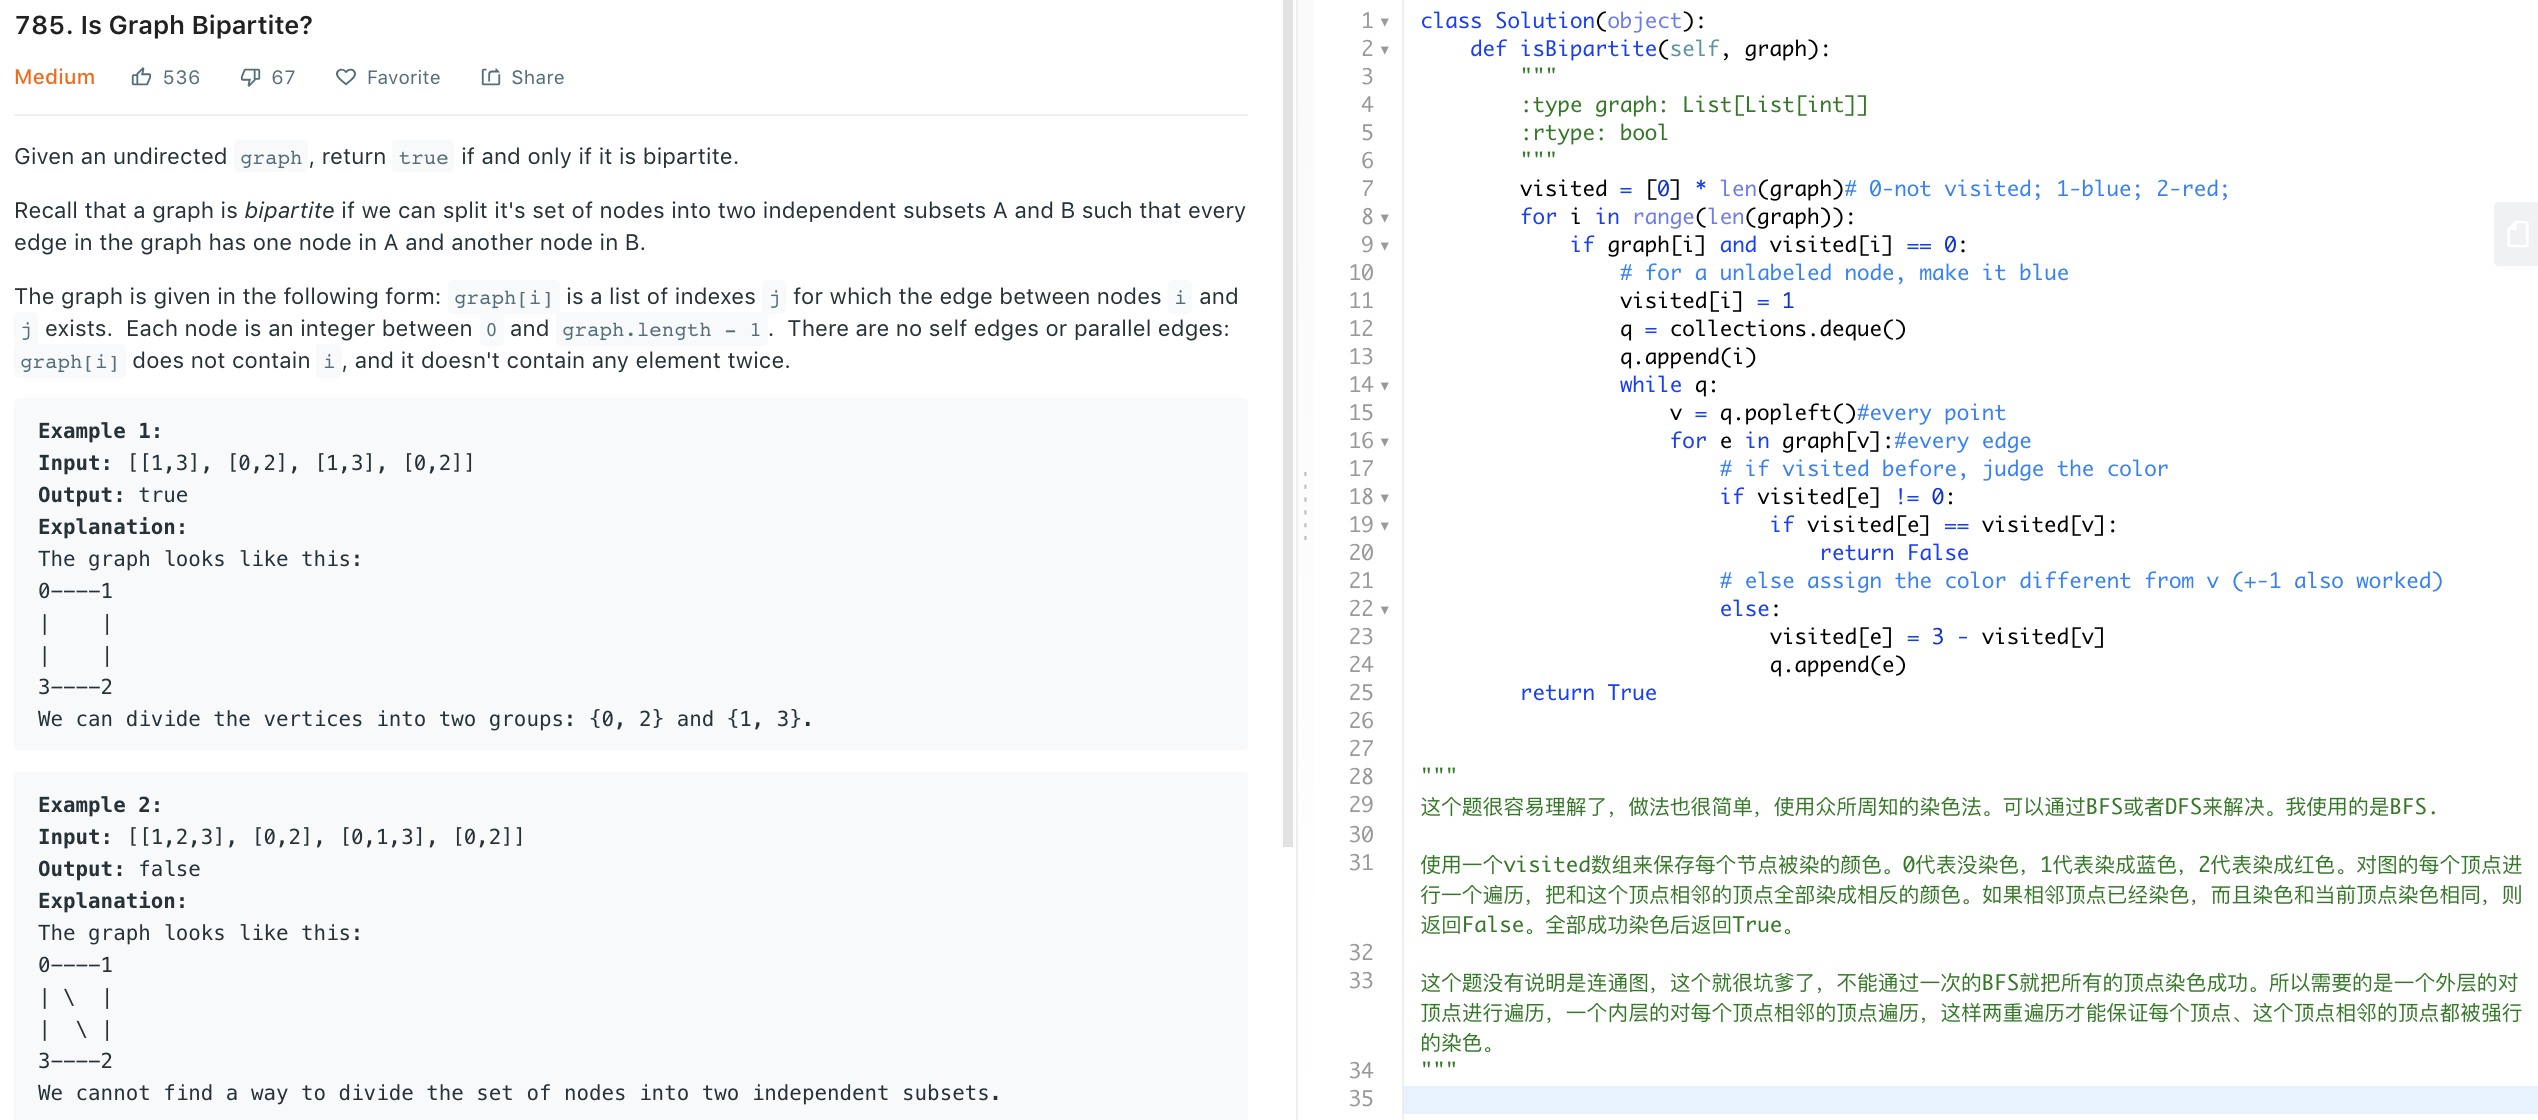 785. Is Graph Bipartite?
Medium 536 67 Favorite Share
Given an undirected graph, return true if and only if it is bipartite.
Recall that a graph is bipartite if we can split it's set of nodes into two independent subsets A and B such that every
edge in the graph has one node in A and another node in B.
The graph is given in the following form: graph[i] is a list of indexes j for which the edge between nodes i and
j exists. Each node is an integer between 0 and graph.length - 1. There are no self edges or parallel edges:
graph[i] does not contain i, and it doesn't contain any element twice.
Example 1:
Input: [[1,3], [0,2], [1,3], [0,2]]
Output: true
Explanation:
The graph looks like this:
0----1
|    |
|    |
3----2
We can divide the vertices into two groups: {0, 2} and {1, 3}.
Example 2:
Input: [[1,2,3], [0,2], [0,1,3], [0,2]]
Output: false
Explanation:
The graph looks like this:
0----1
| \  |
|  \ |
3----2
We cannot find a way to divide the set of nodes into two independent subsets.
1 class Solution(object):
2     def isBipartite(self, graph):
3         """
4         :type graph: List[List[int]]
5         :rtype: bool
6         """
7         visited = [0] * len(graph)# 0-not visited; 1-blue; 2-red;
8         for i in range(len(graph)):
9             if graph[i] and visited[i] == 0:
10                 # for a unlabeled node, make it blue
11                 visited[i] = 1
12                 q = collections.deque()
13                 q.append(i)
14                 while q:
15                     v = q.popleft()#every point
16                     for e in graph[v]:#every edge
17                         # if visited before, judge the color
18                         if visited[e] != 0:
19                             if visited[e] == visited[v]:
20                                 return False
21                         # else assign the color different from v (+-1 also worked)
22                         else:
23                             visited[e] = 3 - visited[v]
24                             q.append(e)
25         return True
26
27
28 """
29 这个题很容易理解了，做法也很简单，使用众所周知的染色法。可以通过BFS或者DFS来解决。我使用的是BFS.
30
31 使用一个visited数组来保存每个节点被染的颜色。0代表没染色，1代表染成蓝色，2代表染成红色。对图的每个顶点进
行一个遍历，把和这个顶点相邻的顶点全部染成相反的颜色。如果相邻顶点已经染色，而且染色和当前顶点染色相同，则
返回False。全部成功染色后返回True。
32
33 这个题没有说明是连通图，这个就很坑爹了，不能通过一次的BFS就把所有的顶点染色成功。所以需要的是一个外层的对
顶点进行遍历，一个内层的对每个顶点相邻的顶点遍历，这样两重遍历才能保证每个顶点、这个顶点相邻的顶点都被强行
的染色。
34 """
35